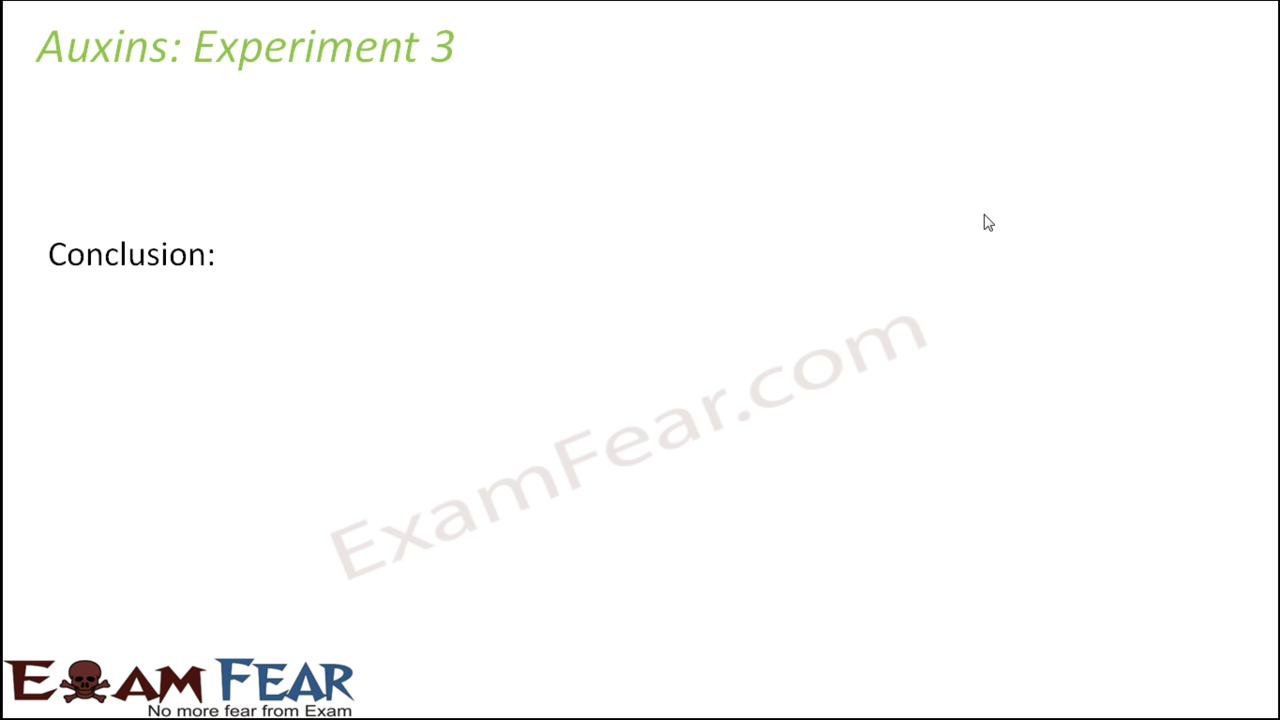 Auxins: Experiment 3
Conclusion:
ExamFear.com
EXAM FEAR
No more fear from Exam